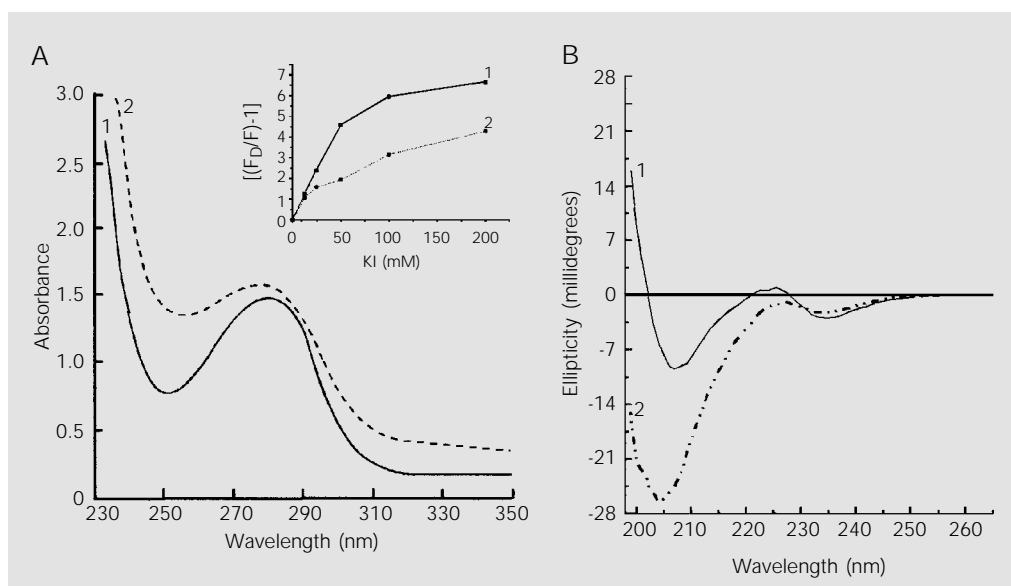 A
3.0
2.5
2.0
1.5
1.0
0.5
0
Absorbance
230 250 270 290 310 330 350
Wavelength (nm)
1
2
[(FD/F)-1]
7
6
5
4
3
2
1
0
0 50 100 150 200
KI (mM)
1
2
B
28
21
14
7
0
-7
-14
-21
-28
Ellipticity (millidegrees)
200 210 220 230 240 250 260
Wavelength (nm)
1
2